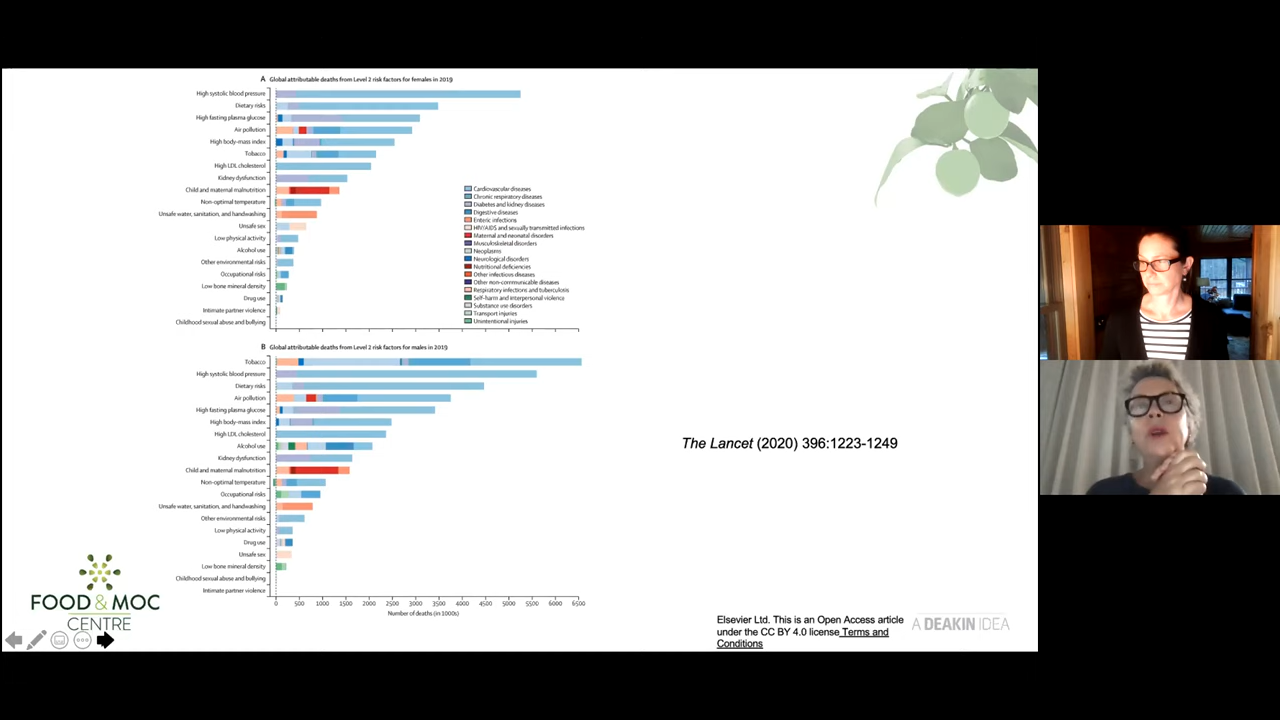 A Global attributable deaths from Level 2 risk factors for females in 2019
High systolic blood pressure
Dietary risks
High fasting plasma glucose
Air pollution
High body-mass index
Tobacco
High LDL cholesterol
Kidney dysfunction
Child and maternal malnutrition
Non-optimal temperature
Unsafe water, sanitation, and handwashing
Unsafe sex
Low physical activity
Alcohol use
Other environmental risks
Occupational risks
Low bone mineral density
Drug use
Intimate partner violence
Childhood sexual abuse and bullying
Cardiovascular diseases
Chronic respiratory diseases
Diabetes and kidney diseases
Digestive diseases
Enteric infections
HIV/AIDS and sexually transmitted infections
Maternal and neonatal disorders
Musculoskeletal disorders
Neoplasms
Neurological disorders
Nutritional deficiencies
Other infectious diseases
Other non-communicable diseases
Respiratory infections and tuberculosis
Self-harm and interpersonal violence
Substance use disorders
Transport injuries
Unintentional injuries
B Global attributable deaths from Level 2 risk factors for males in 2019
Tobacco
High systolic blood pressure
Dietary risks
Air pollution
High fasting plasma glucose
High body-mass index
High LDL cholesterol
Alcohol use
Kidney dysfunction
Child and maternal malnutrition
Non-optimal temperature
Occupational risks
Unsafe water, sanitation, and handwashing
Other environmental risks
Low physical activity
Drug use
Unsafe sex
Low bone mineral density
Childhood sexual abuse and bullying
Intimate partner violence
0 500 1000 1500 2000 2500 3000 3500 4000 4500 5000 5500 6000 6500
Number of deaths (in 1000s)
The Lancet (2020) 396:1223-1249
FOOD & MOOD
CENTRE
Elsevier Ltd. This is an Open Access article
under the CC BY 4.0 license Terms and
Conditions
A DEAKIN IDEA